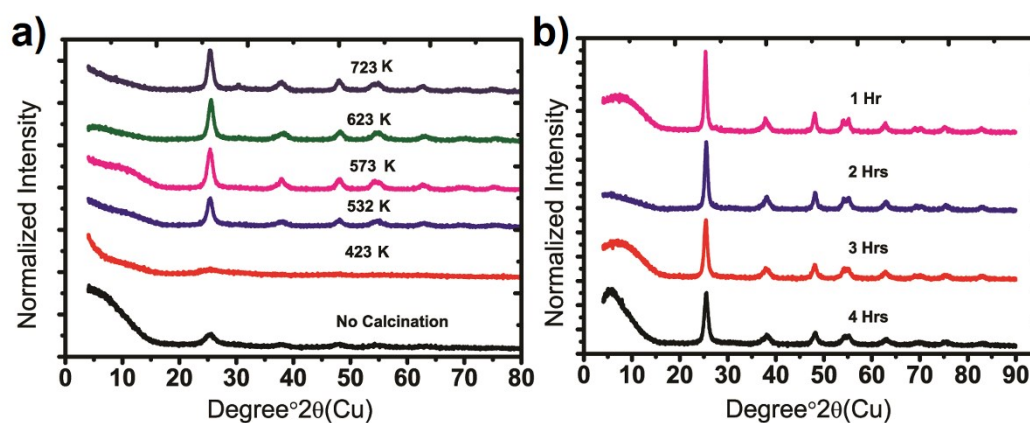 a)
Normalized Intensity
723 K
623 K
573 K
532 K
423 K
No Calcination
0 10 20 30 40 50 60 70 80
Degree°2θ(Cu)
b)
Normalized Intensity
1 Hr
2 Hrs
3 Hrs
4 Hrs
0 10 20 30 40 50 60 70 80 90
Degree°2θ(Cu)